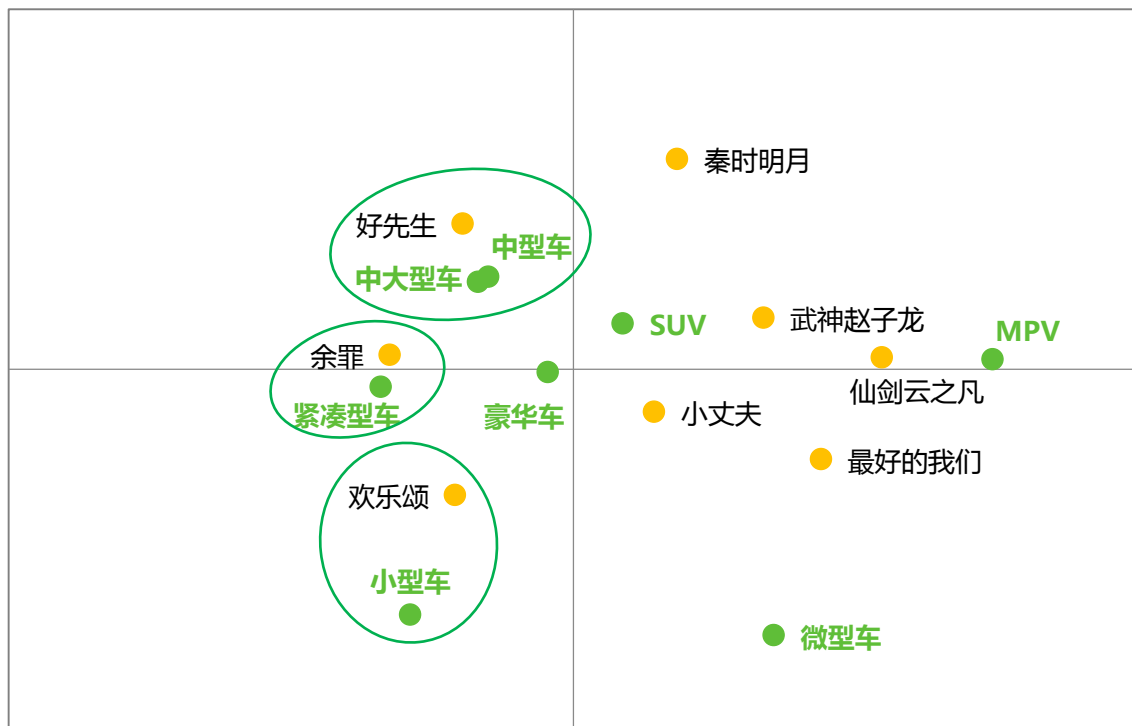 秦时明月
好先生
中型车
中大型车
SUV
武神赵子龙
MPV
余罪
仙剑云之凡
紧凑型车
豪华车
小丈夫
最好的我们
欢乐颂
小型车
微型车